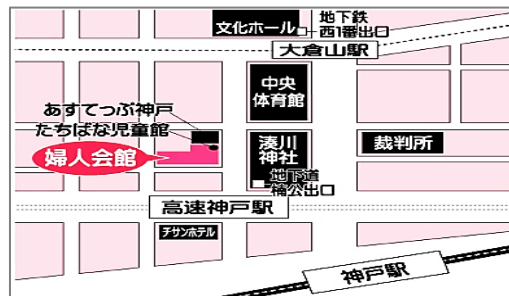 文化ホール
地下鉄
西1番出口
大倉山駅
中央
体育館
あすてっぷ神戸
たちばな児童館
婦人会館
湊川
神社
裁判所
地下道
楠公出口
高速神戸駅
チサンホテル
神戸駅